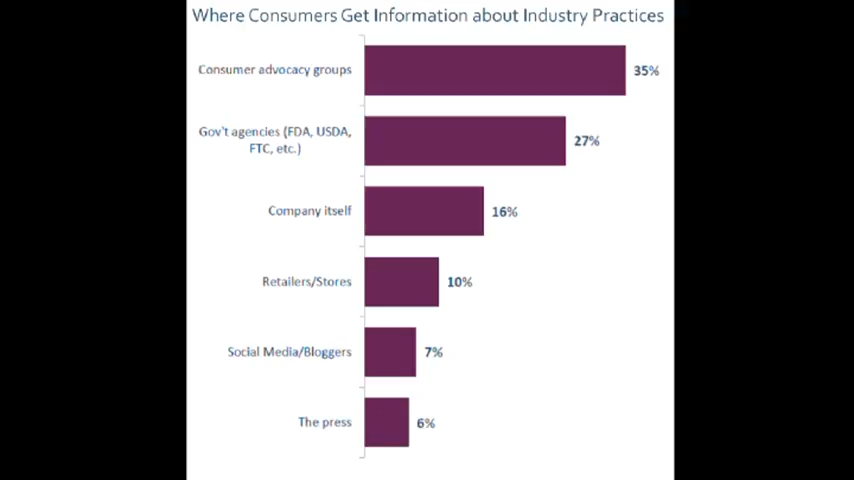 Where Consumers Get Information about Industry Practices
Consumer advocacy groups
35%
Gov't agencies (FDA, USDA,
FTC, etc.)
27%
Company itself
16%
Retailers/Stores
10%
Social Media/Bloggers
7%
The press
6%